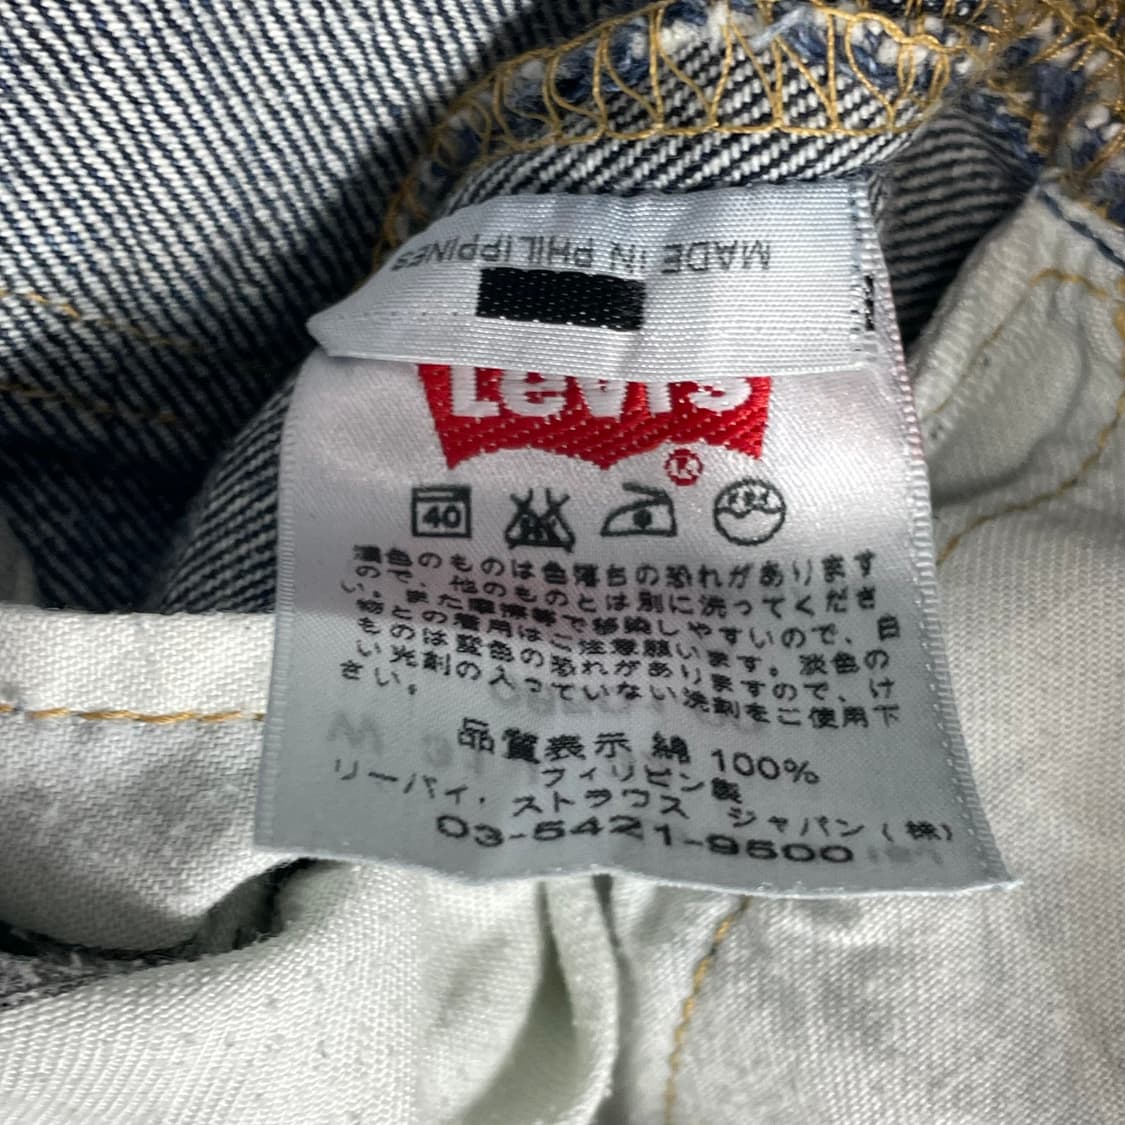 MADE IN PHILIPPINES
Levi's
®
40
濃色のものは色落ちの恐れがあります
ので、他のものとは別に洗ってくださ
い。また摩擦等で移染しやすいので、白
物との着用はご注意願います。淡色の
ものは変色の恐れがありますので、け
い光剤の入っていない洗剤をご使用下
さい。
品質表示 綿 100%
フィリピン製
リーバイ・ストラウス ジャパン(株)
03-5421-9500